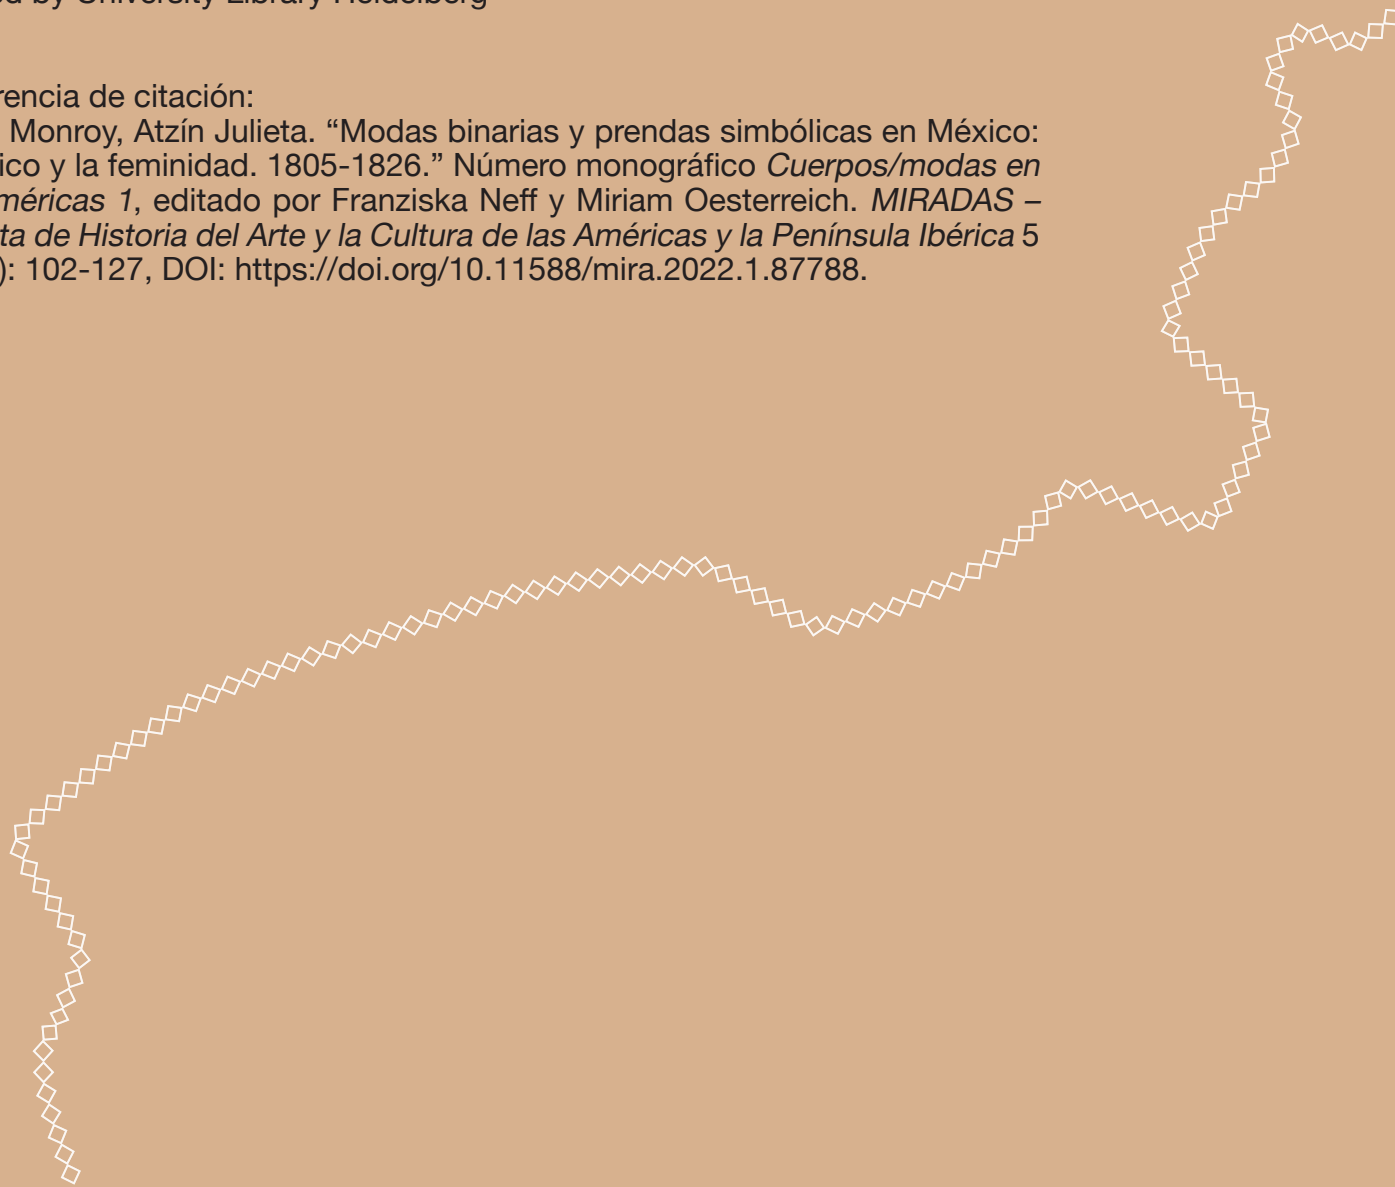 ed by University Library Heidelberg
rencia de citación:
Monroy, Atzín Julieta. “Modas binarias y prendas simbólicas en México:
ico y la feminidad. 1805-1826.” Número monográfico Cuerpos/modas en
méricas 1, editado por Franziska Neff y Miriam Oesterreich. MIRADAS –
ta de Historia del Arte y la Cultura de las Américas y la Península Ibérica 5
): 102-127, DOI: https://doi.org/10.11588/mira.2022.1.87788.